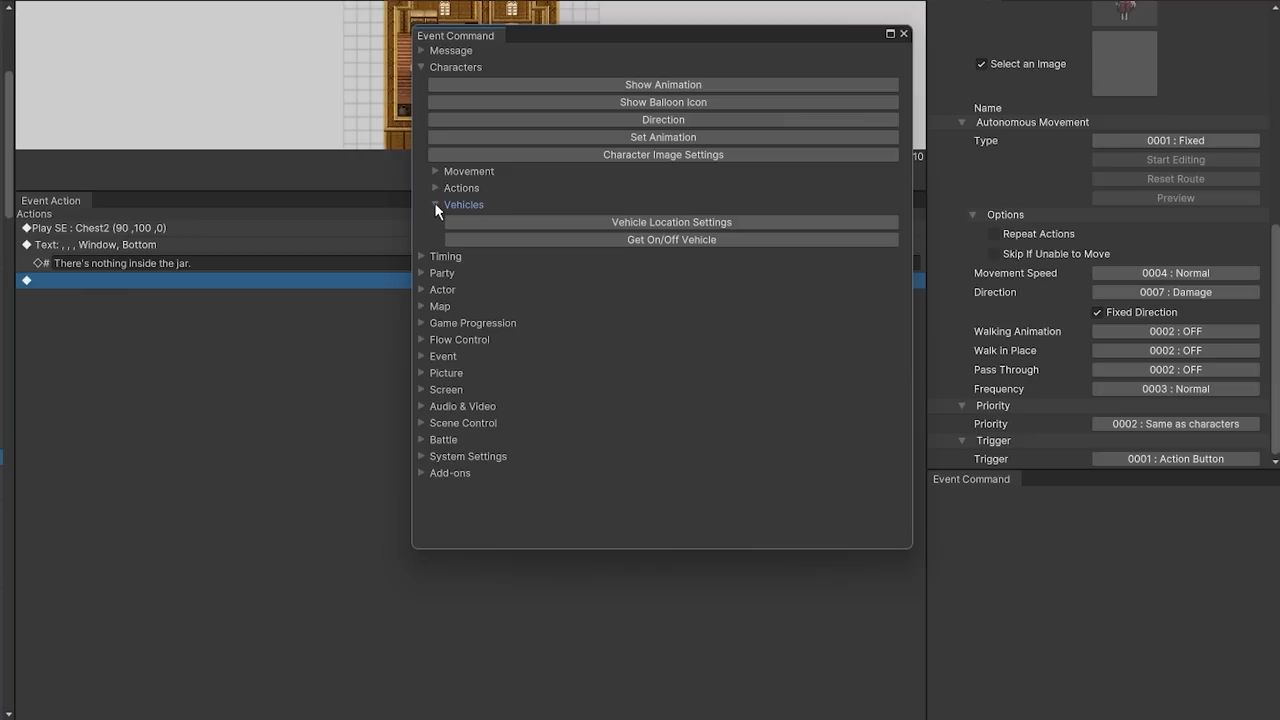 Event Command
Message
Characters
Show Animation
Show Balloon Icon
Direction
Set Animation
Character Image Settings
Movement
Actions
Vehicles
Vehicle Location Settings
Get On/Off Vehicle
Timing
Party
Actor
Map
Game Progression
Flow Control
Event
Picture
Screen
Audio & Video
Scene Control
Battle
System Settings
Add-ons
10
Event Action
Actions
◆Play SE : Chest2 (90 ,100 ,0)
◆ Text: , , , Window, Bottom
◇# There's nothing inside the jar.
◆
Select an Image
Name
Autonomous Movement
Type 0001 : Fixed
Start Editing
Reset Route
Preview
Options
Repeat Actions
Skip If Unable to Move
Movement Speed 0004 : Normal
Direction 0007 : Damage
Fixed Direction
Walking Animation 0002 : OFF
Walk in Place 0002 : OFF
Pass Through 0002 : OFF
Frequency 0003 : Normal
Priority
Priority 0002 : Same as characters
Trigger
Trigger 0001 : Action Button
Event Command